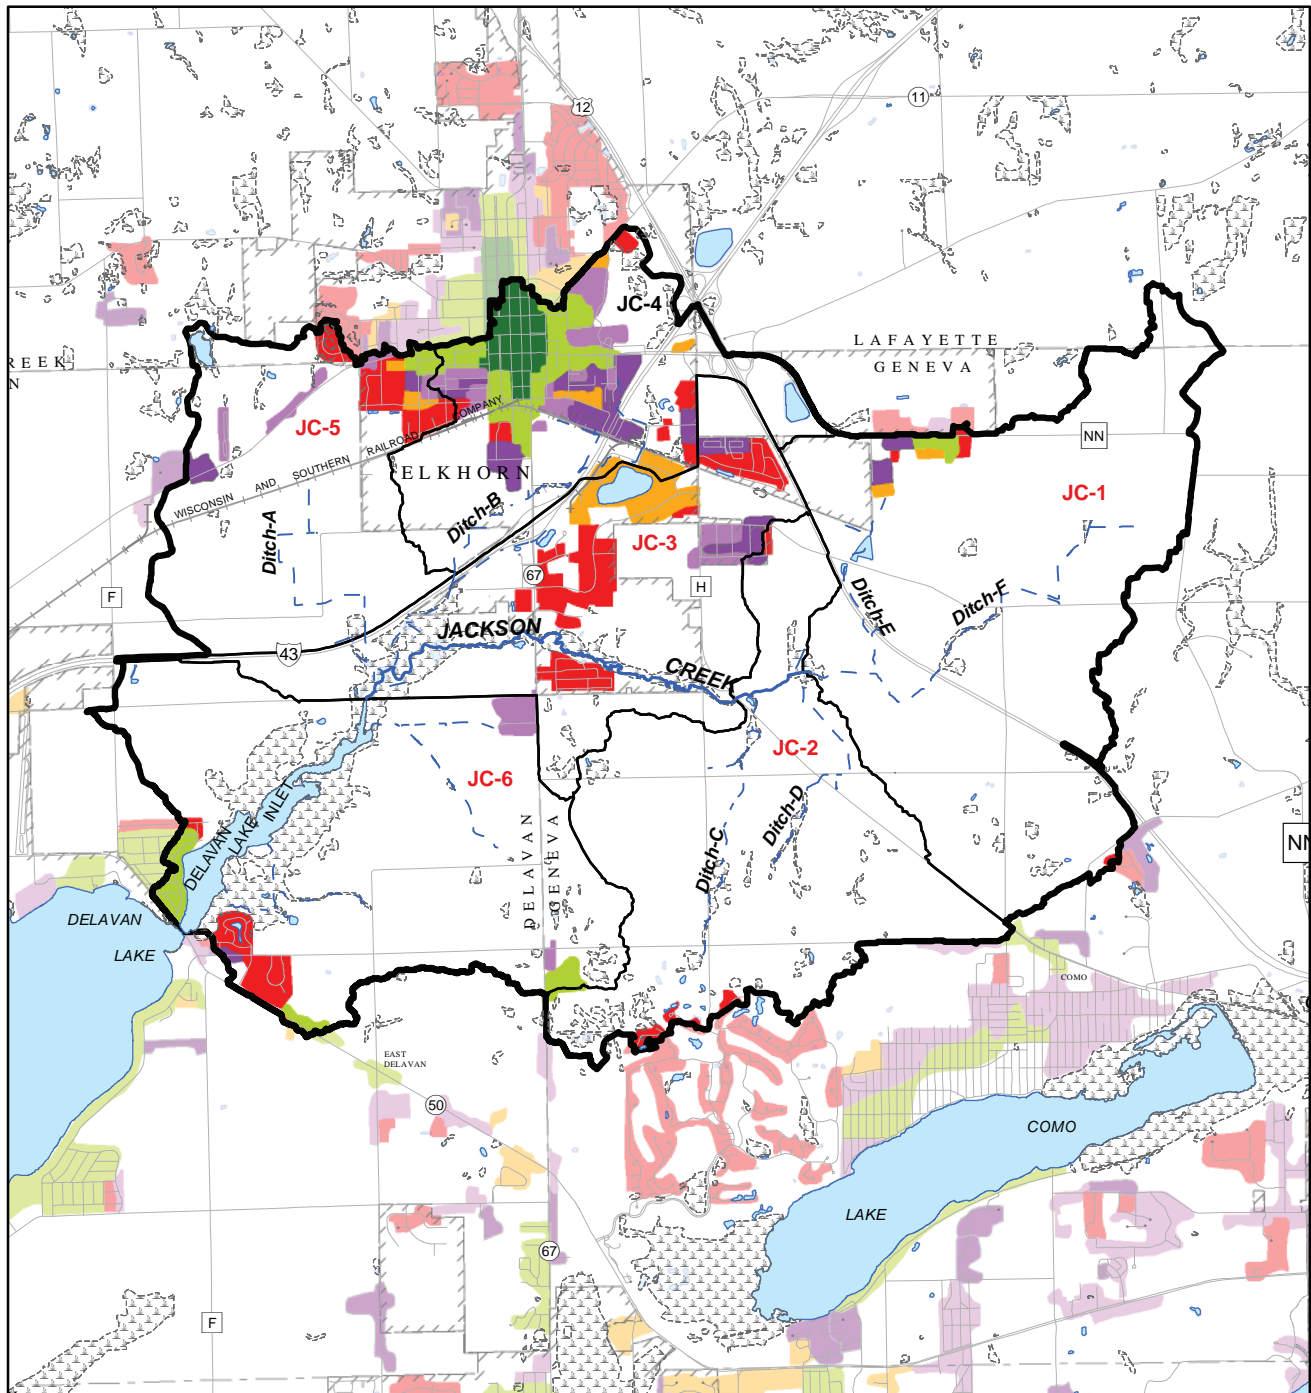 12
11
JC-4
LAFAYETTE
GENEVA
REEK
N
COMPANY
RAILROAD
SOUTHERN
AND
WISCONSIN
JC-5
NN
ELKHORN
JC-1
Ditch-B
Ditch-A
JC-3
67
H
F
Ditch-E
Ditch-F
JACKSON
43
CREEK
JC-2
JC-6
INLET
LAKE
DELAVAN
DELAVAN
GENEVA
Ditch-D
Ditch-C
NN
DELAVAN
LAKE
COMO
EAST
DELAVAN
50
COMO
LAKE
67
F